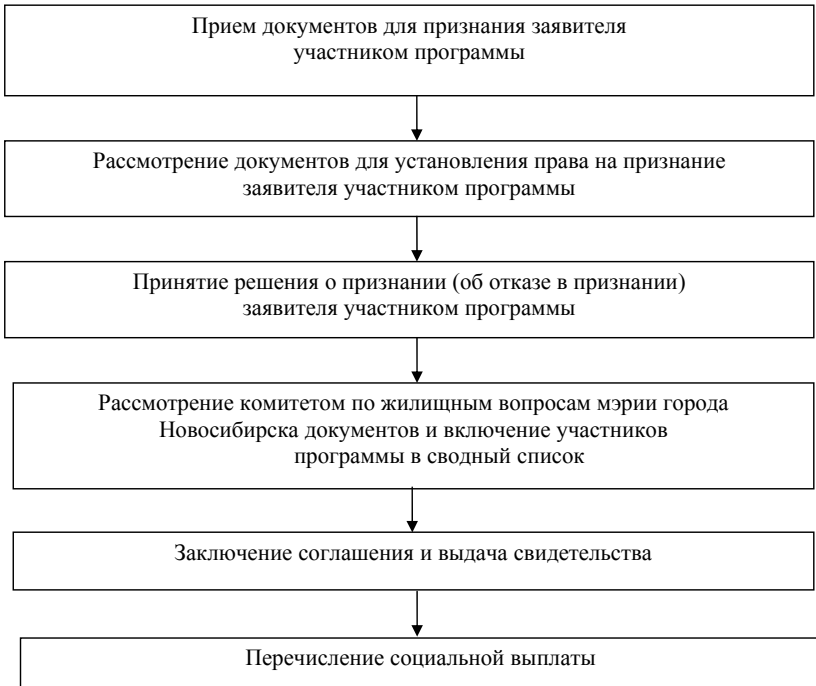 Прием документов для признания заявителя
участником программы
Рассмотрение документов для установления права на признание
заявителя участником программы
Принятие решения о признании (об отказе в признании)
заявителя участником программы
Рассмотрение комитетом по жилищным вопросам мэрии города
Новосибирска документов и включение участников
программы в сводный список
Заключение соглашения и выдача свидетельства
Перечисление социальной выплаты